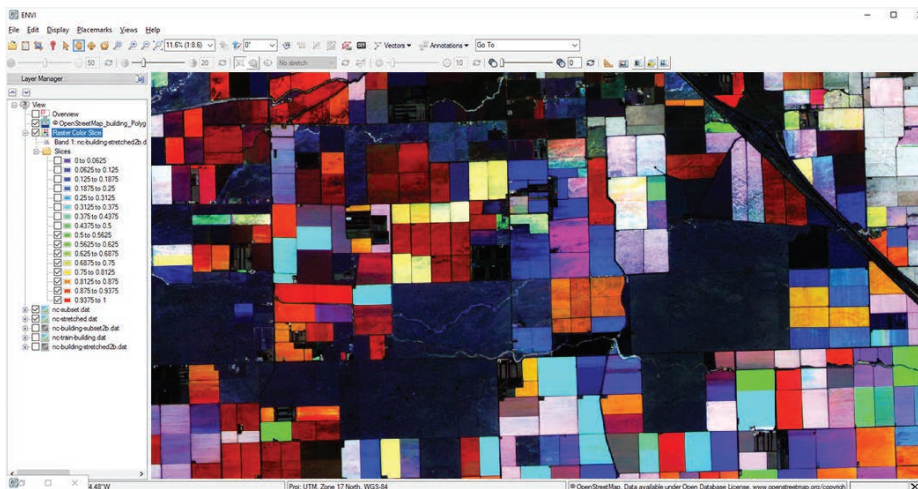 ENVI
File Edit Display Placemarks Views Help
11.6% (1:8.6) 0° Vectors Annotations Go To
50 20 No stretch 10 0
Layer Manager
View
Overview
OpenStreetMap_building_Polyg
Raster Color Slice
Band 1: nc-building-stretched2b.d
Slices
0 to 0.0625
0.0625 to 0.125
0.125 to 0.1875
0.1875 to 0.25
0.25 to 0.3125
0.3125 to 0.375
0.375 to 0.4375
0.4375 to 0.5
0.5 to 0.5625
0.5625 to 0.625
0.625 to 0.6875
0.6875 to 0.75
0.75 to 0.8125
0.8125 to 0.875
0.875 to 0.9375
0.9375 to 1
nc-subset.dat
nc-stretched.dat
nc-building-subset2b.dat
nc-train-building.dat
nc-building-stretched2b.dat
4.48°W Proj: UTM, Zone 17 North, WGS-84 © OpenStreetMap, Data available under Open Database License, www.openstreetmap.org/copyrigh